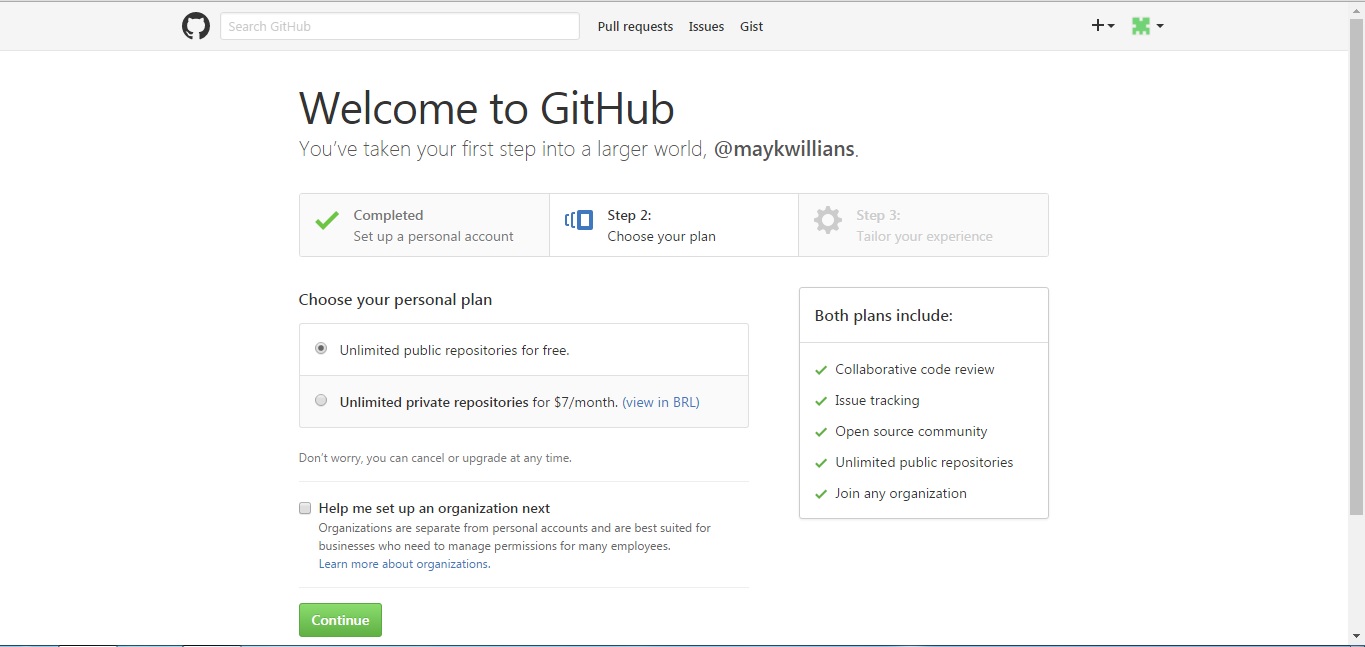 Search GitHub Pull requests Issues Gist
Welcome to GitHub
You've taken your first step into a larger world, @maykwillians.
Completed
Set up a personal account
Step 2:
Choose your plan
Step 3:
Tailor your experience
Choose your personal plan
Unlimited public repositories for free.
Unlimited private repositories for $7/month. (view in BRL)
Don't worry, you can cancel or upgrade at any time.
Help me set up an organization next
Organizations are separate from personal accounts and are best suited for
businesses who need to manage permissions for many employees.
Learn more about organizations.
Continue
Both plans include:
Collaborative code review
Issue tracking
Open source community
Unlimited public repositories
Join any organization